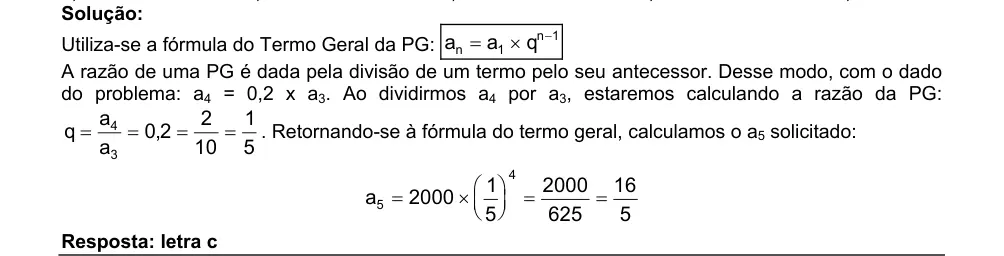 Solução:
Utiliza-se a fórmula do Termo Geral da PG: aₙ = a₁ × qⁿ⁻¹
A razão de uma PG é dada pela divisão de um termo pelo seu antecessor. Desse modo, com o dado
do problema: a₄ = 0,2 x a₃. Ao dividirmos a₄ por a₃, estaremos calculando a razão da PG:
q = a₄/a₃ = 0,2 = 2/10 = 1/5 . Retornando-se à fórmula do termo geral, calculamos o a₅ solicitado:
a₅ = 2000 × (1/5)⁴ = 2000/625 = 16/5
Resposta: letra c